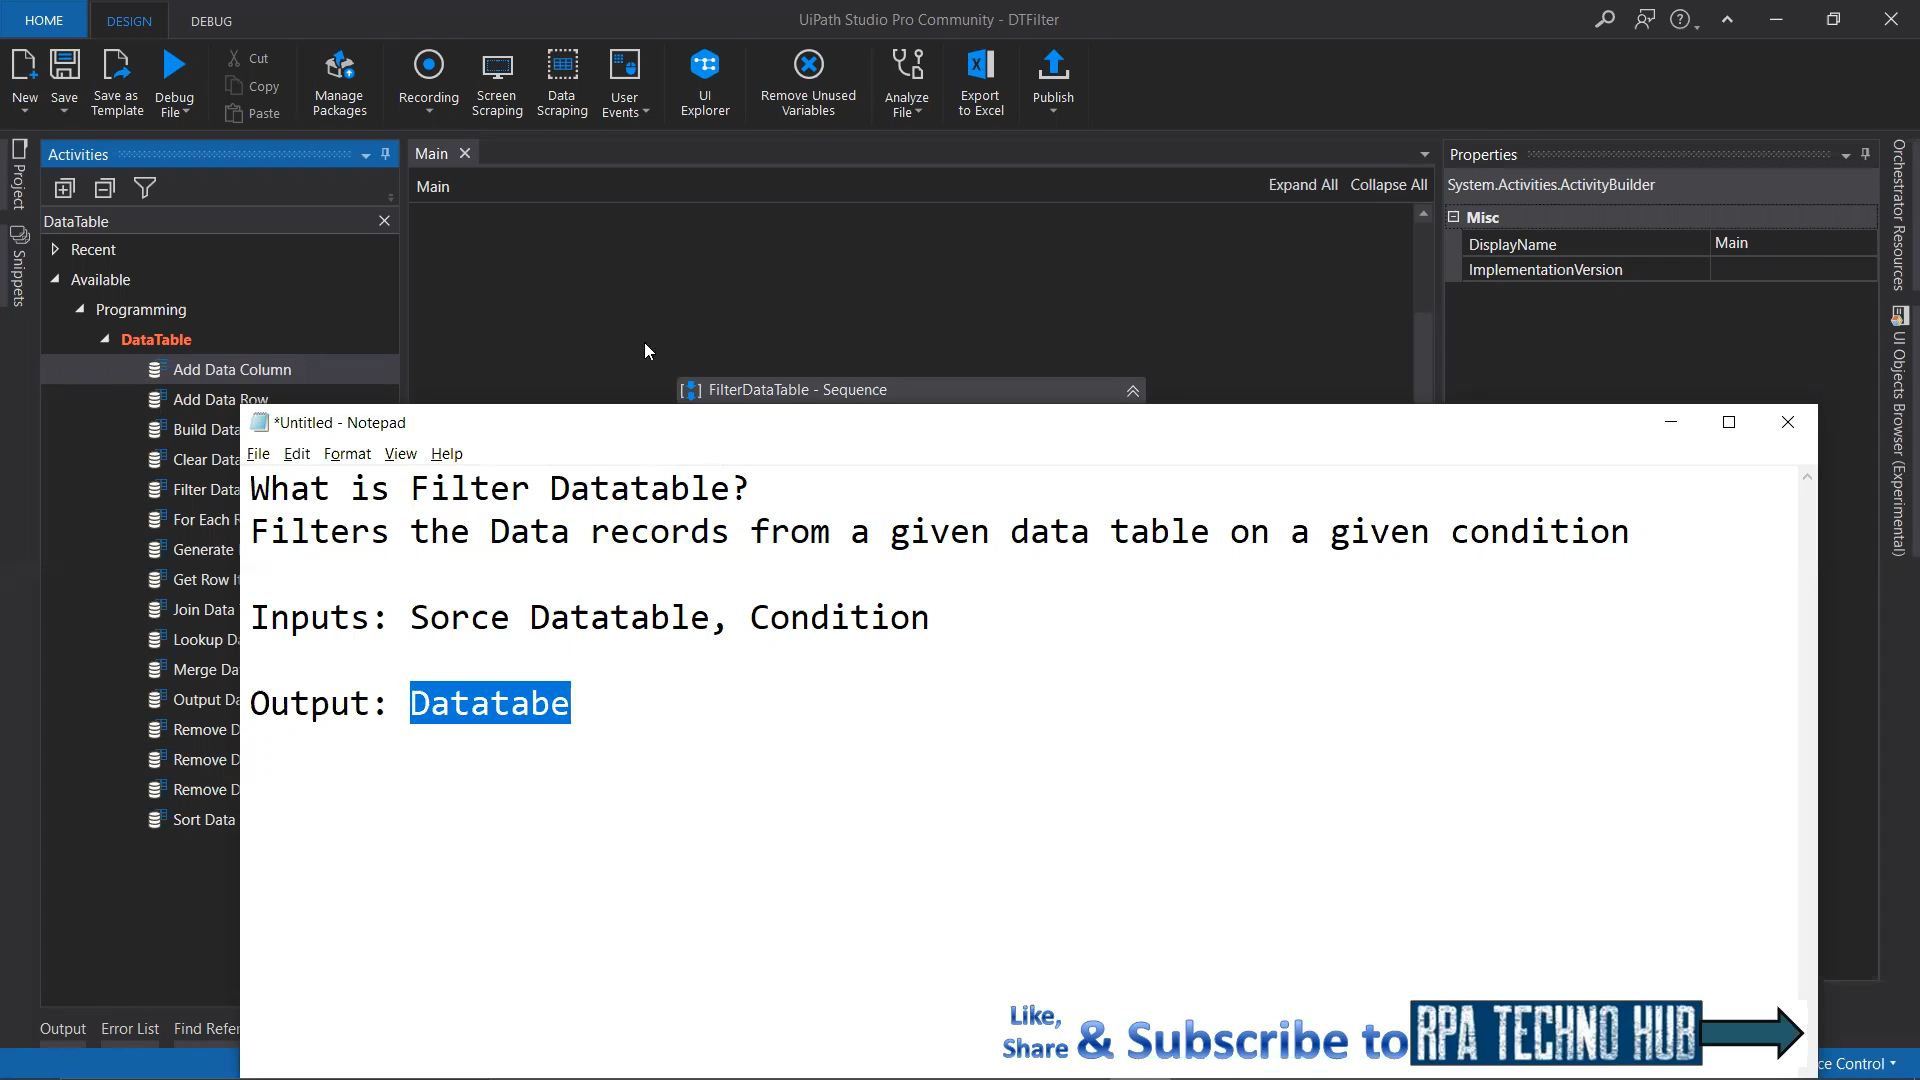 HOME
DESIGN
DEBUG
UiPath Studio Pro Community - DTFilter
New
Save
Save as Template
Debug File
Cut
Copy
Paste
Manage Packages
Recording
Screen Scraping
Data Scraping
User Events
UI Explorer
Remove Unused Variables
Analyze File
Export to Excel
Publish
Project
Snippets
Activities
DataTable
Recent
Available
Programming
DataTable
Add Data Column
Add Data Row
Build Data
Clear Data
Filter Data
For Each R
Generate
Get Row It
Join Data
Lookup Da
Merge Da
Output Da
Remove D
Remove D
Remove D
Sort Data
Main
Main
Expand All
Collapse All
FilterDataTable - Sequence
Properties
System.Activities.ActivityBuilder
Misc
DisplayName Main
ImplementationVersion
Orchestrator Resources
UI Objects Browser (Experimental)
*Untitled - Notepad
File Edit Format View Help
What is Filter Datatable?
Filters the Data records from a given data table on a given condition
Inputs: Sorce Datatable, Condition
Output: Datatabe
Like,
Share & Subscribe to RPA TECHNO HUB
Output
Error List
Find Refer
ce Control